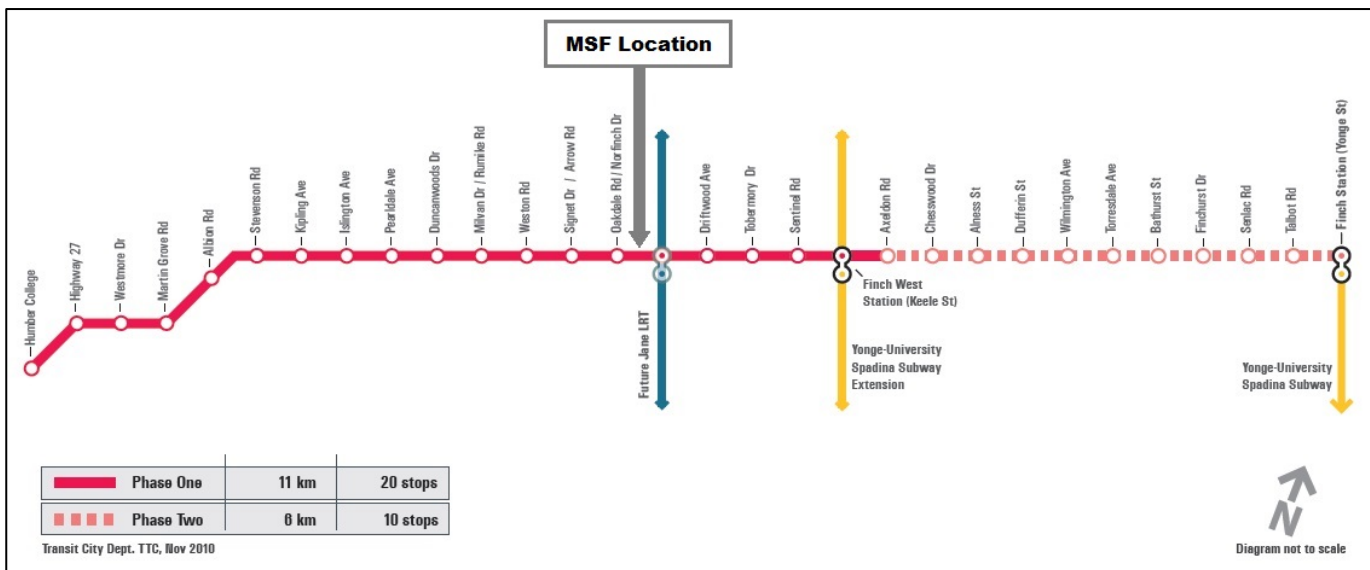 MSF Location
Humber College
Highway 27
Westmore Dr
Martin Grove Rd
Albion Rd
Stevenson Rd
Kipling Ave
Islington Ave
Pearldale Ave
Duncanwoods Dr
Milvan Dr / Rumike Rd
Weston Rd
Signet Dr / Arrow Rd
Oakdale Rd / Norfinch Dr
Driftwood Ave
Tobermory Dr
Sentinel Rd
Axeldon Rd
Chesswood Dr
Alness St
Dufferin St
Wilmington Ave
Torresdale Ave
Bathurst St
Finchurst Dr
Senlac Rd
Talbot Rd
Finch Station (Yonge St)
Future Jane LRT
Finch West
Station (Keele St)
Yonge-University
Spadina Subway
Extension
Yonge-University
Spadina Subway
Phase One 11 km 20 stops
Phase Two 6 km 10 stops
Transit City Dept. TTC, Nov 2010
N
Diagram not to scale